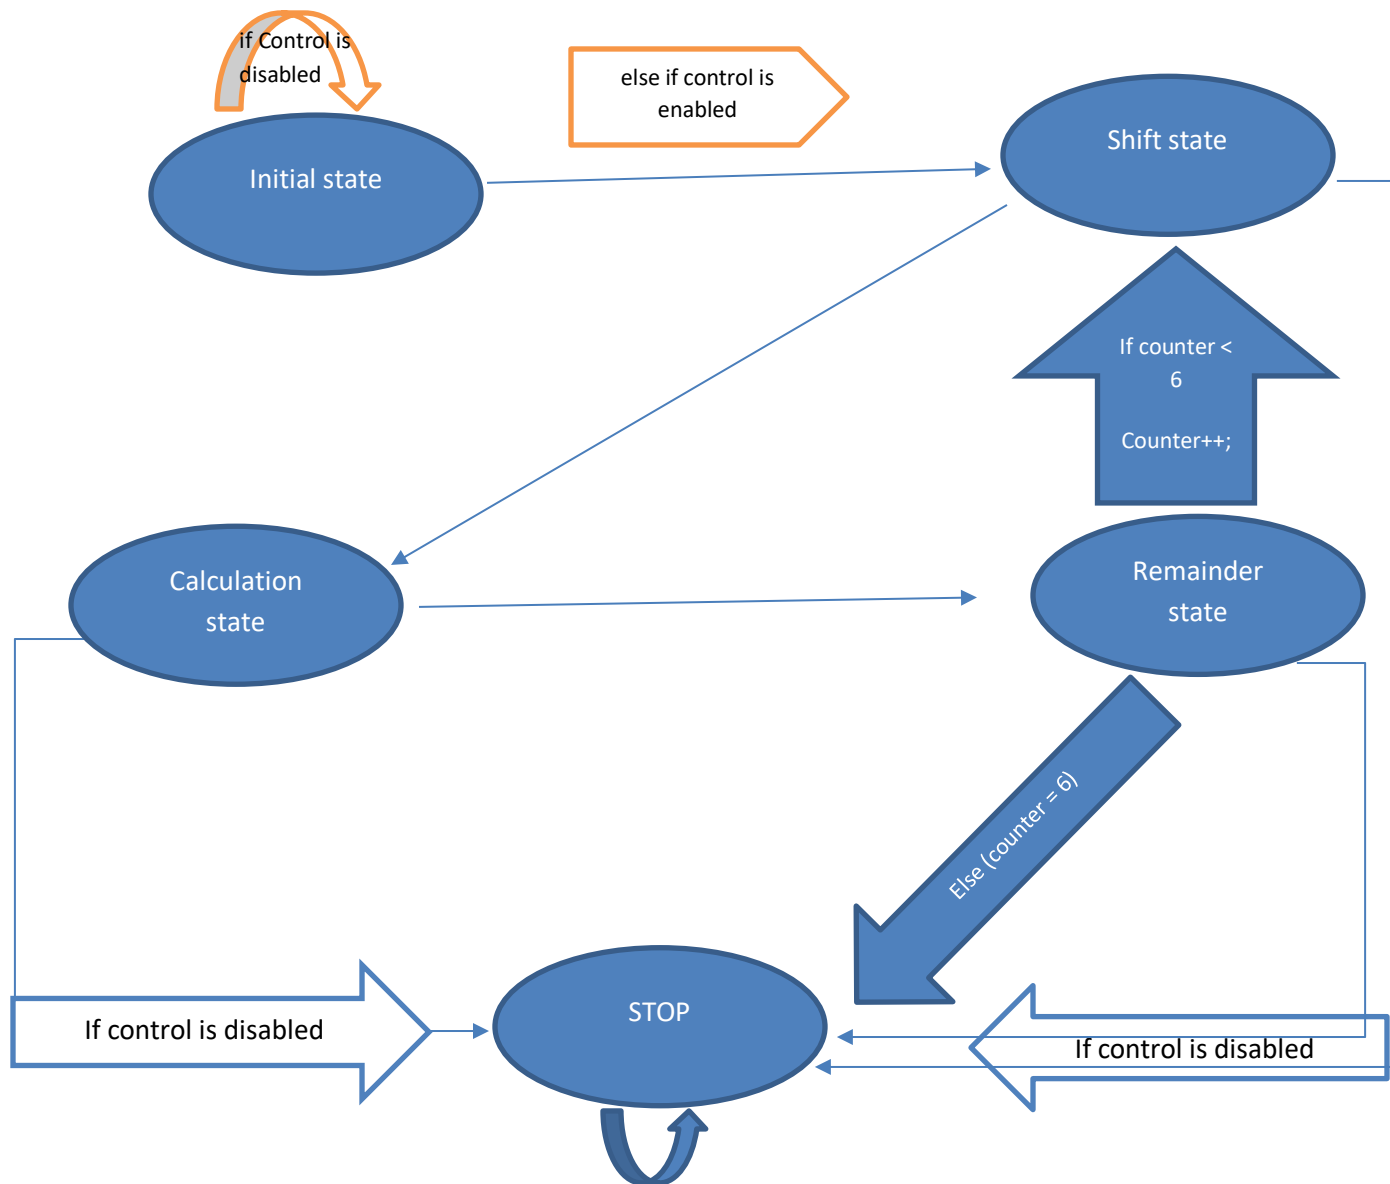 if Control is
disabled
else if control is
enabled
Shift state
Initial state
If counter <
6
Counter++;
Calculation
state
Remainder
state
Else (counter = 6)
STOP
If control is disabled
If control is disabled